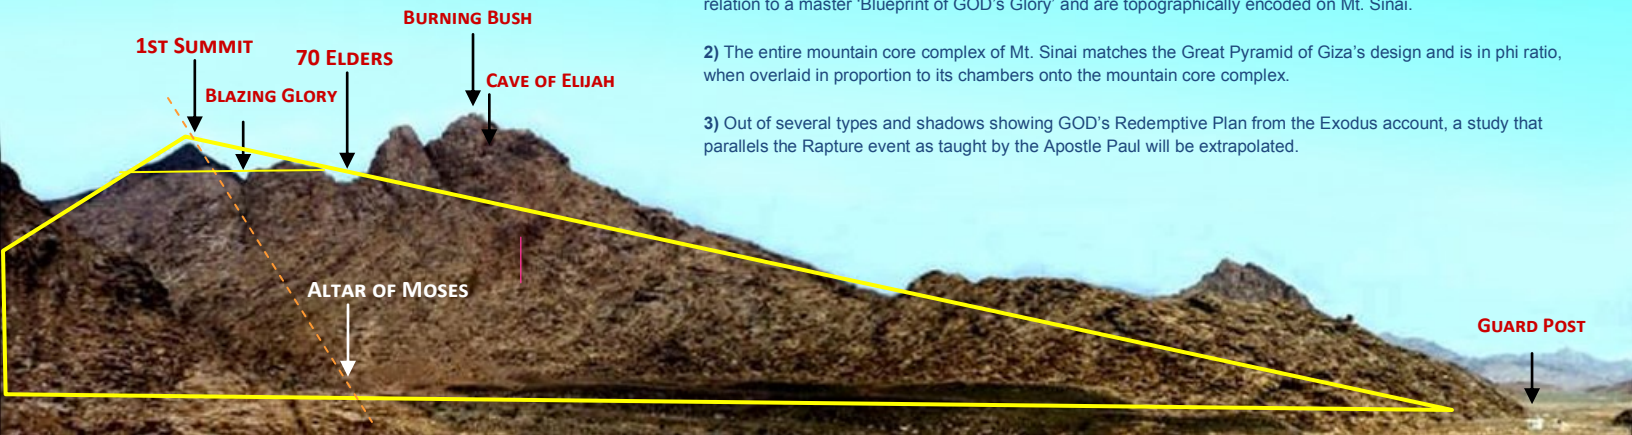 relation to a master ‘Blueprint of GOD’s Glory’ and are topographically encoded on Mt. Sinai.
2) The entire mountain core complex of Mt. Sinai matches the Great Pyramid of Giza’s design and is in phi ratio,
when overlaid in proportion to its chambers onto the mountain core complex.
3) Out of several types and shadows showing GOD’s Redemptive Plan from the Exodus account, a study that
parallels the Rapture event as taught by the Apostle Paul will be extrapolated.
BURNING BUSH
1ST SUMMIT
70 ELDERS
CAVE OF ELIJAH
BLAZING GLORY
ALTAR OF MOSES
GUARD POST